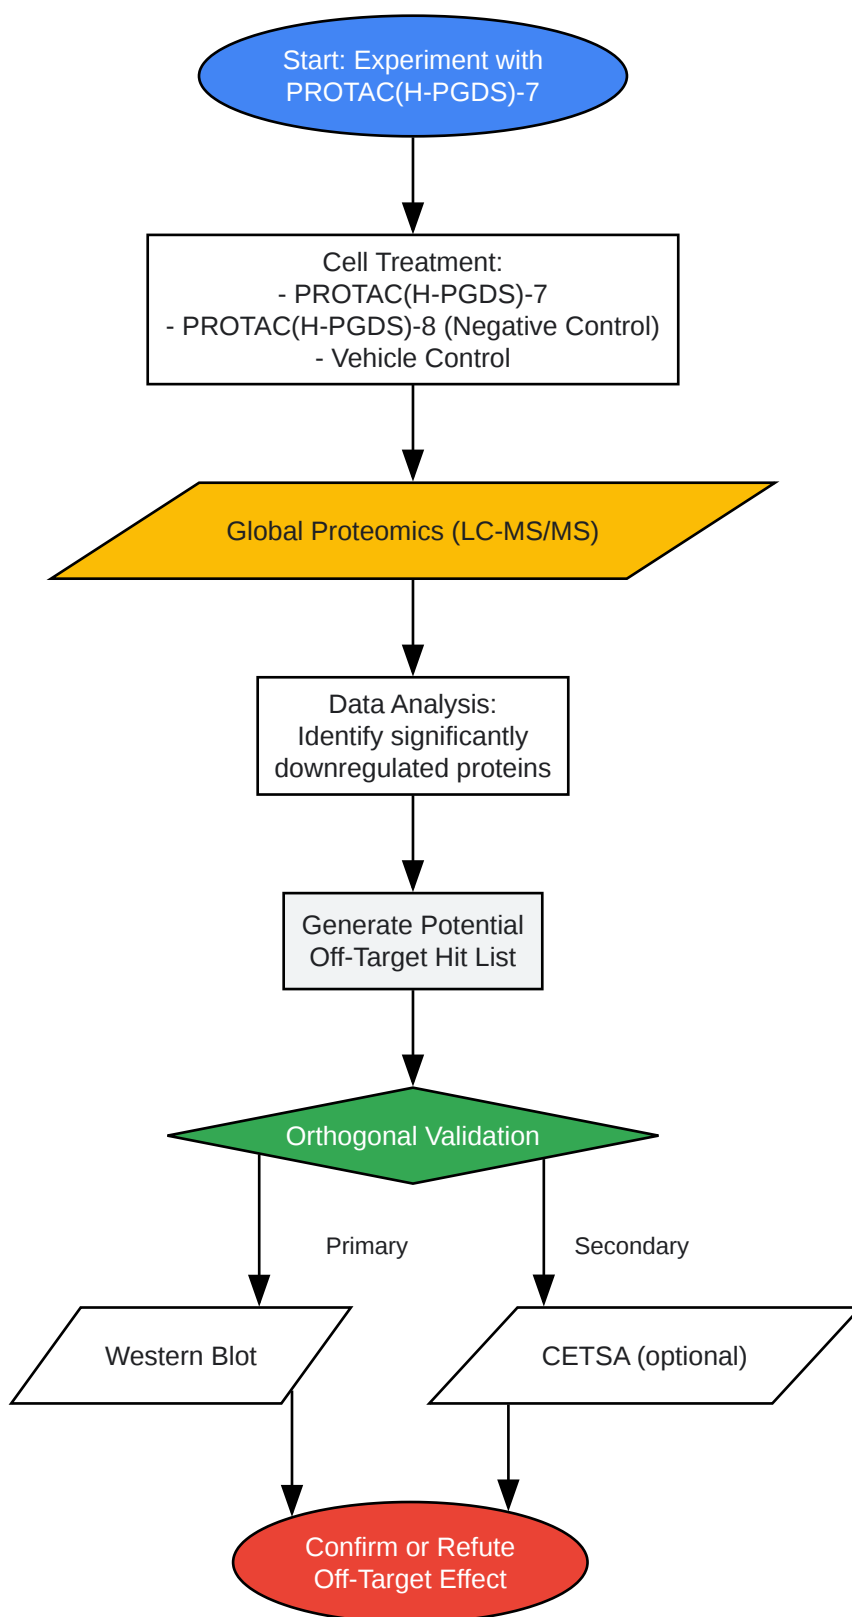 Start: Experiment with
PROTAC(H-PGDS)-7
Cell Treatment:
- PROTAC(H-PGDS)-7
- PROTAC(H-PGDS)-8 (Negative Control)
- Vehicle Control
Global Proteomics (LC-MS/MS)
Data Analysis:
Identify significantly
downregulated proteins
Generate Potential
Off-Target Hit List
Orthogonal Validation
Primary
Secondary
Western Blot
CETSA (optional)
Confirm or Refute
Off-Target Effect